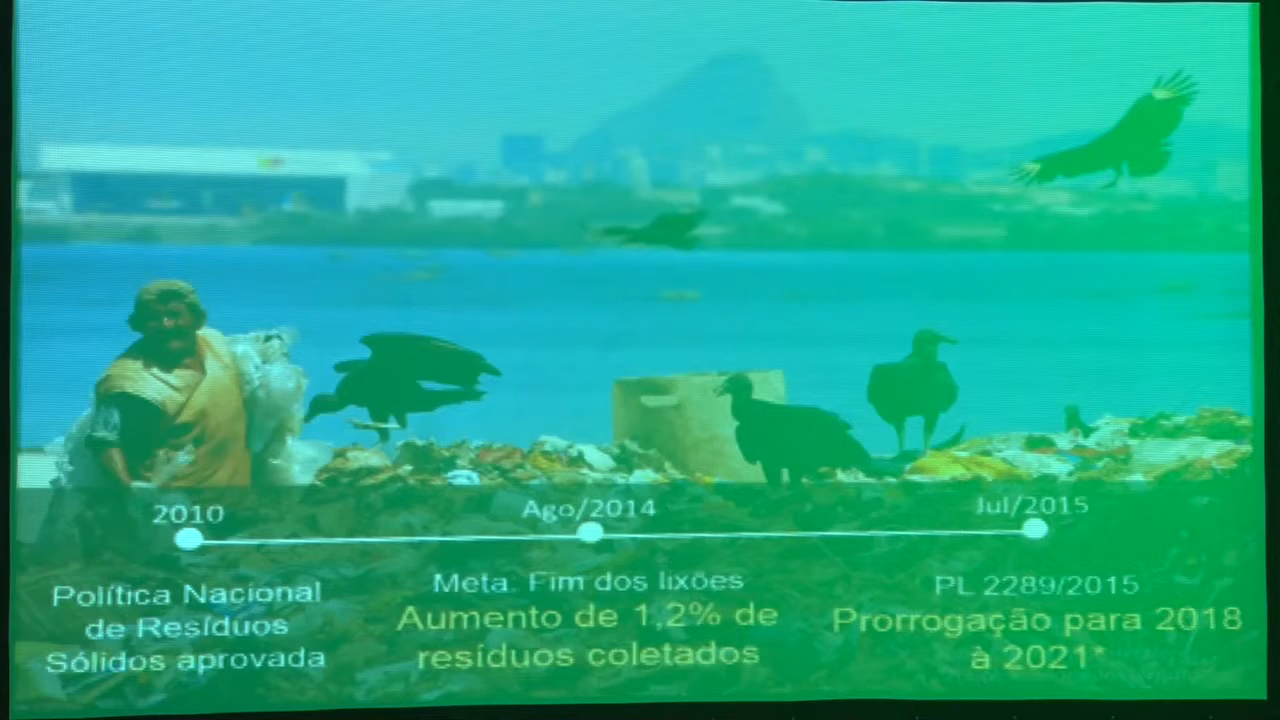 2010
Política Nacional
de Resíduos
Sólidos aprovada
Ago/2014
Meta: Fim dos lixões
Aumento de 1,2% de
resíduos coletados
Jul/2015
PL 2289/2015
Prorrogação para 2018
à 2021*